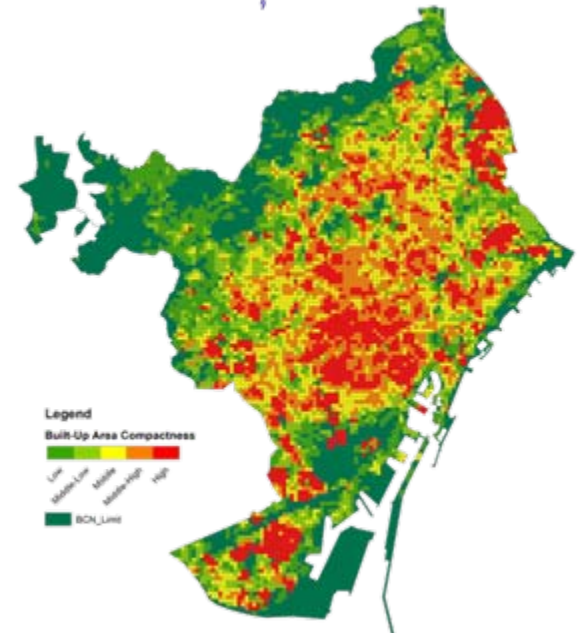 Legend
Built-Up Area Compactness
Low
Middle-Low
Middle
Middle-High
High
BCN_Limit